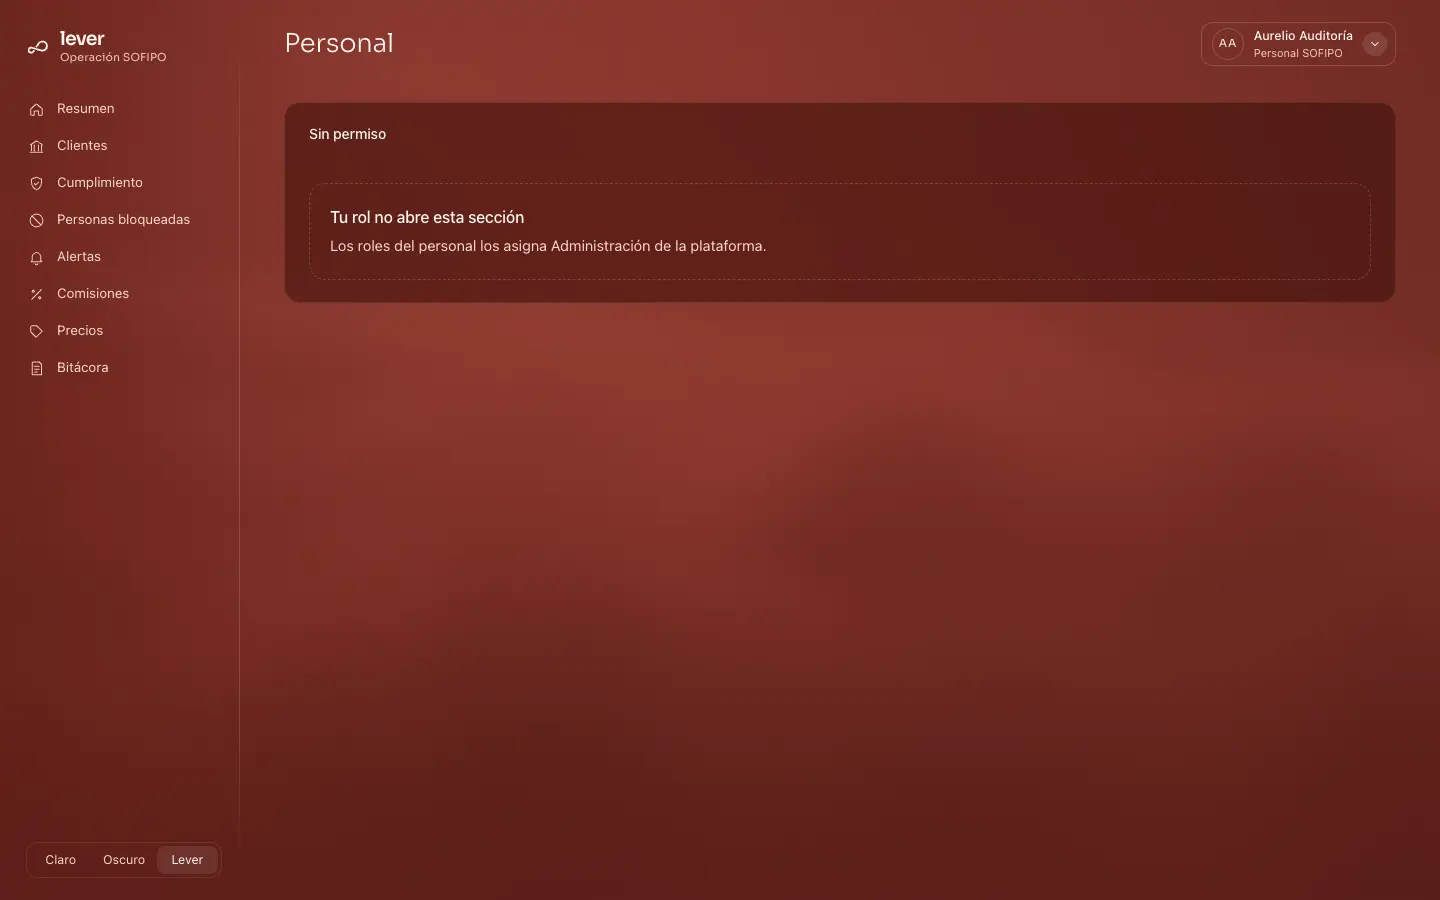 lever
Operación SOFIPO
Resumen
Clientes
Cumplimiento
Personas bloqueadas
Alertas
Comisiones
Precios
Bitácora
Claro
Oscuro
Lever
Personal
AA
Aurelio Auditoría
Personal SOFIPO
Sin permiso
Tu rol no abre esta sección
Los roles del personal los asigna Administración de la plataforma.